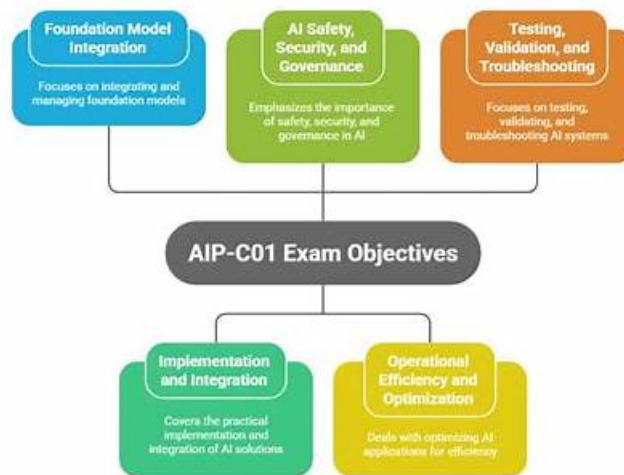 Foundation Model
Integration
Focuses on integrating and
managing foundation models
AI Safety,
Security, and
Governance
Emphasizes the importance
of safety, security, and
governance in AI
Testing,
Validation, and
Troubleshooting
Focuses on testing,
validating, and
troubleshooting AI systems
AIP-C01 Exam Objectives
Implementation
and Integration
Covers the practical
implementation and
integration of AI solutions
Operational
Efficiency and
Optimization
Deals with optimizing AI
applications for efficiency